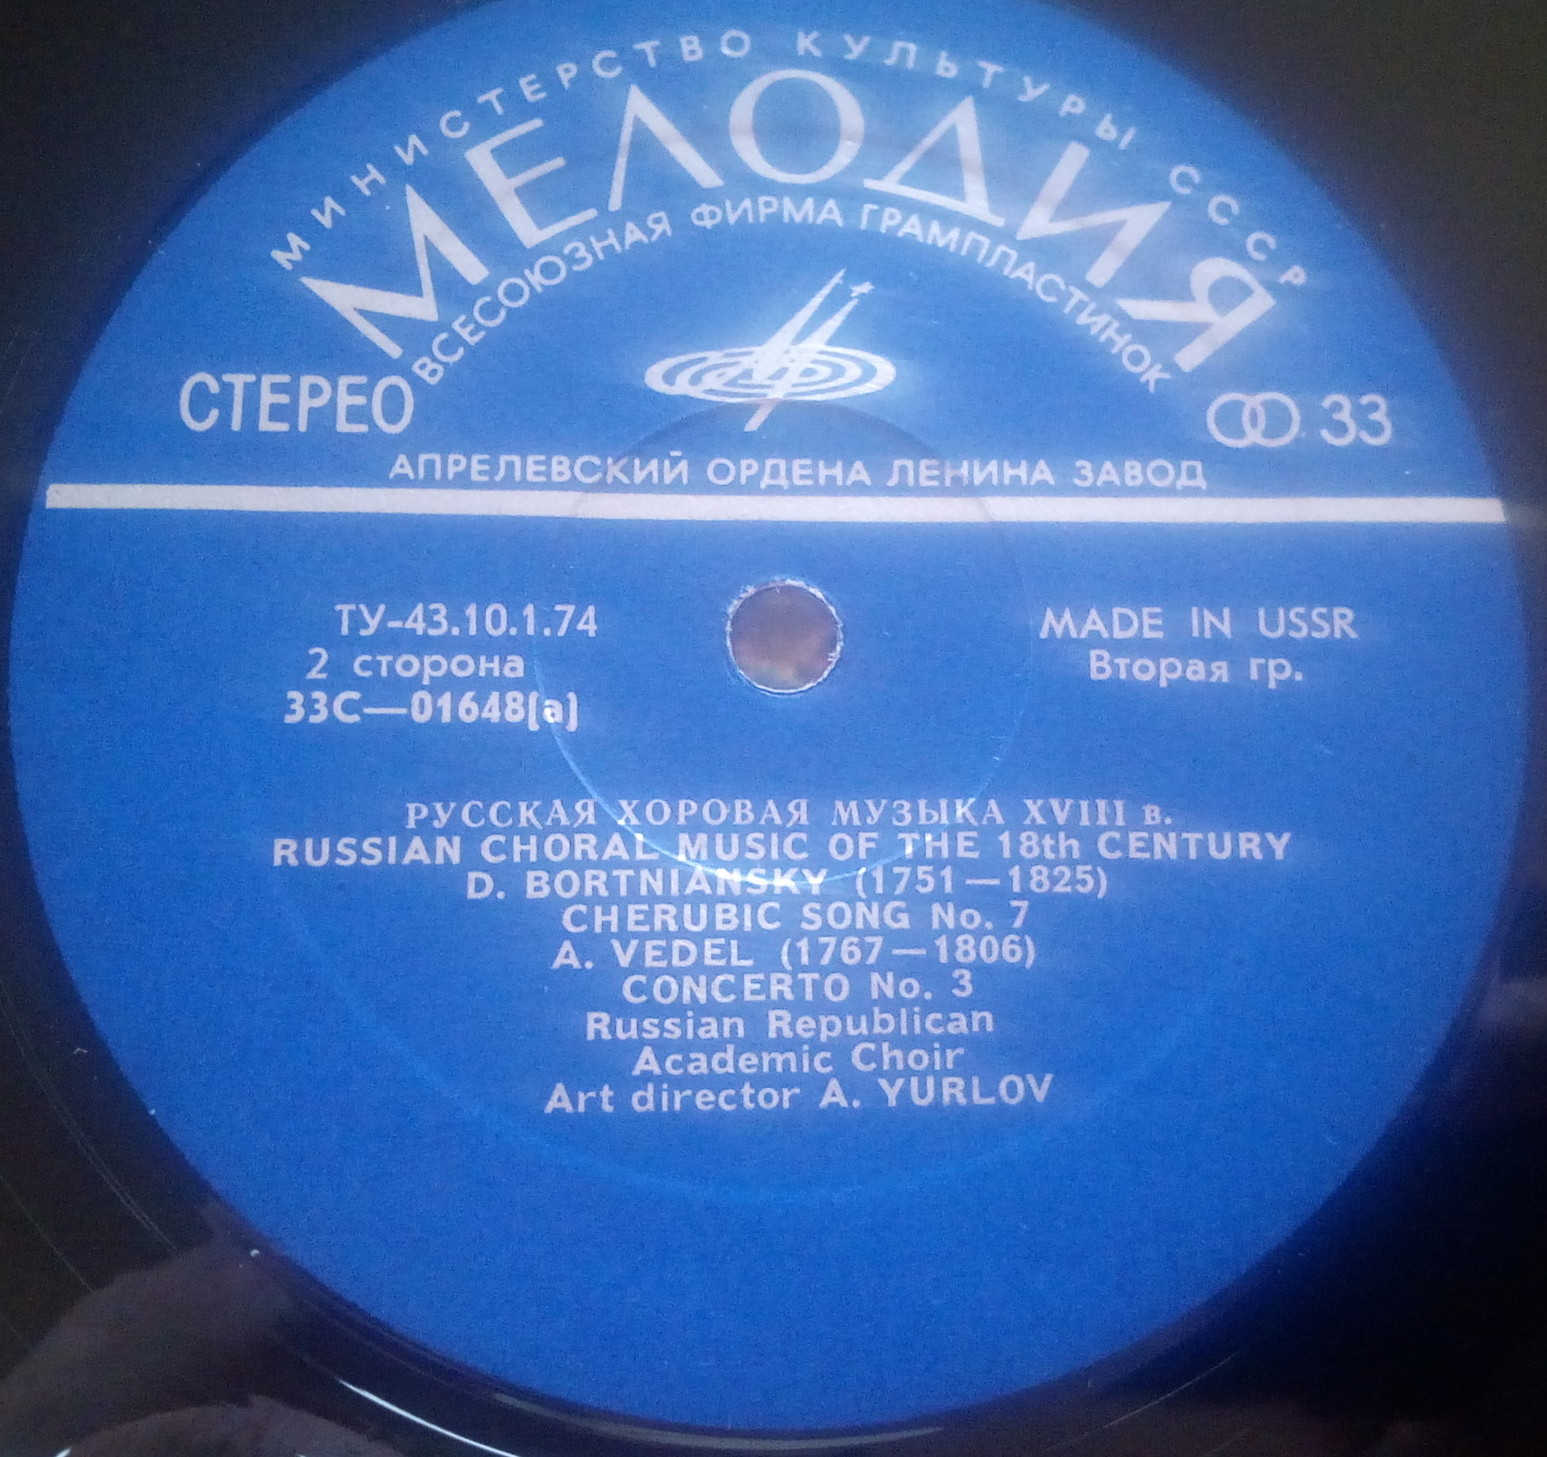 МИНИСТЕРСТВО КУЛЬТУРЫ СССР
МЕЛОДИЯ
ВСЕСОЮЗНАЯ ФИРМА ГРАМПЛАСТИНОК
СТЕРЕО
33
АПРЕЛЕВСКИЙ ОРДЕНА ЛЕНИНА ЗАВОД
ТУ-43.10.1.74
2 сторона
33С—01648(а)
MADE IN USSR
Вторая гр.
РУССКАЯ ХОРОВАЯ МУЗЫКА XVIII в.
RUSSIAN CHORAL MUSIC OF THE 18th CENTURY
D. BORTNIANSKY (1751—1825)
CHERUBIC SONG No. 7
A. VEDEL (1767—1806)
CONCERTO No. 3
Russian Republican
Academic Choir
Art director A. YURLOV